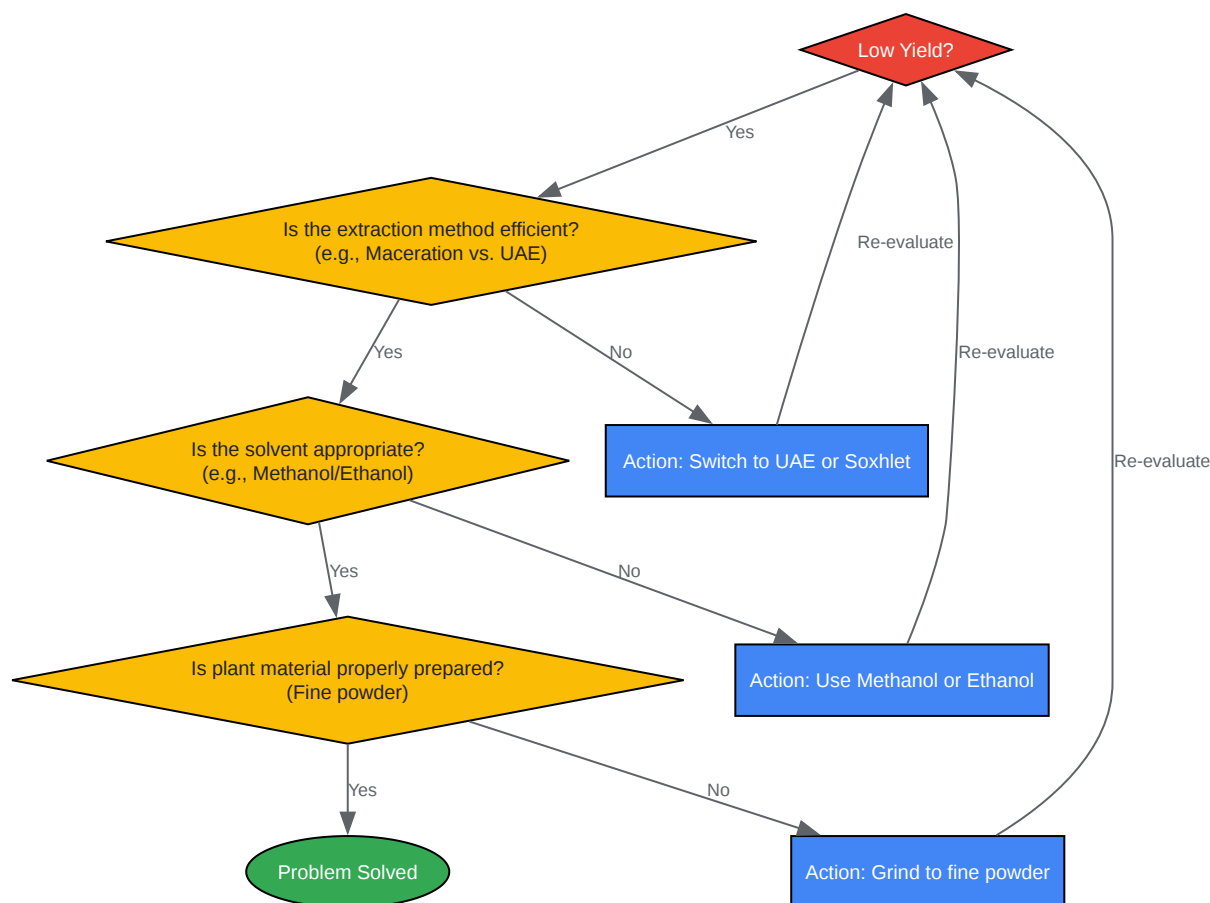 Low Yield?
Yes
Is the extraction method efficient?
(e.g., Maceration vs. UAE)
Re-evaluate
Yes
No
Re-evaluate
Is the solvent appropriate?
(e.g., Methanol/Ethanol)
Action: Switch to UAE or Soxhlet
Re-evaluate
Yes
No
Is plant material properly prepared?
(Fine powder)
Action: Use Methanol or Ethanol
Yes
No
Problem Solved
Action: Grind to fine powder